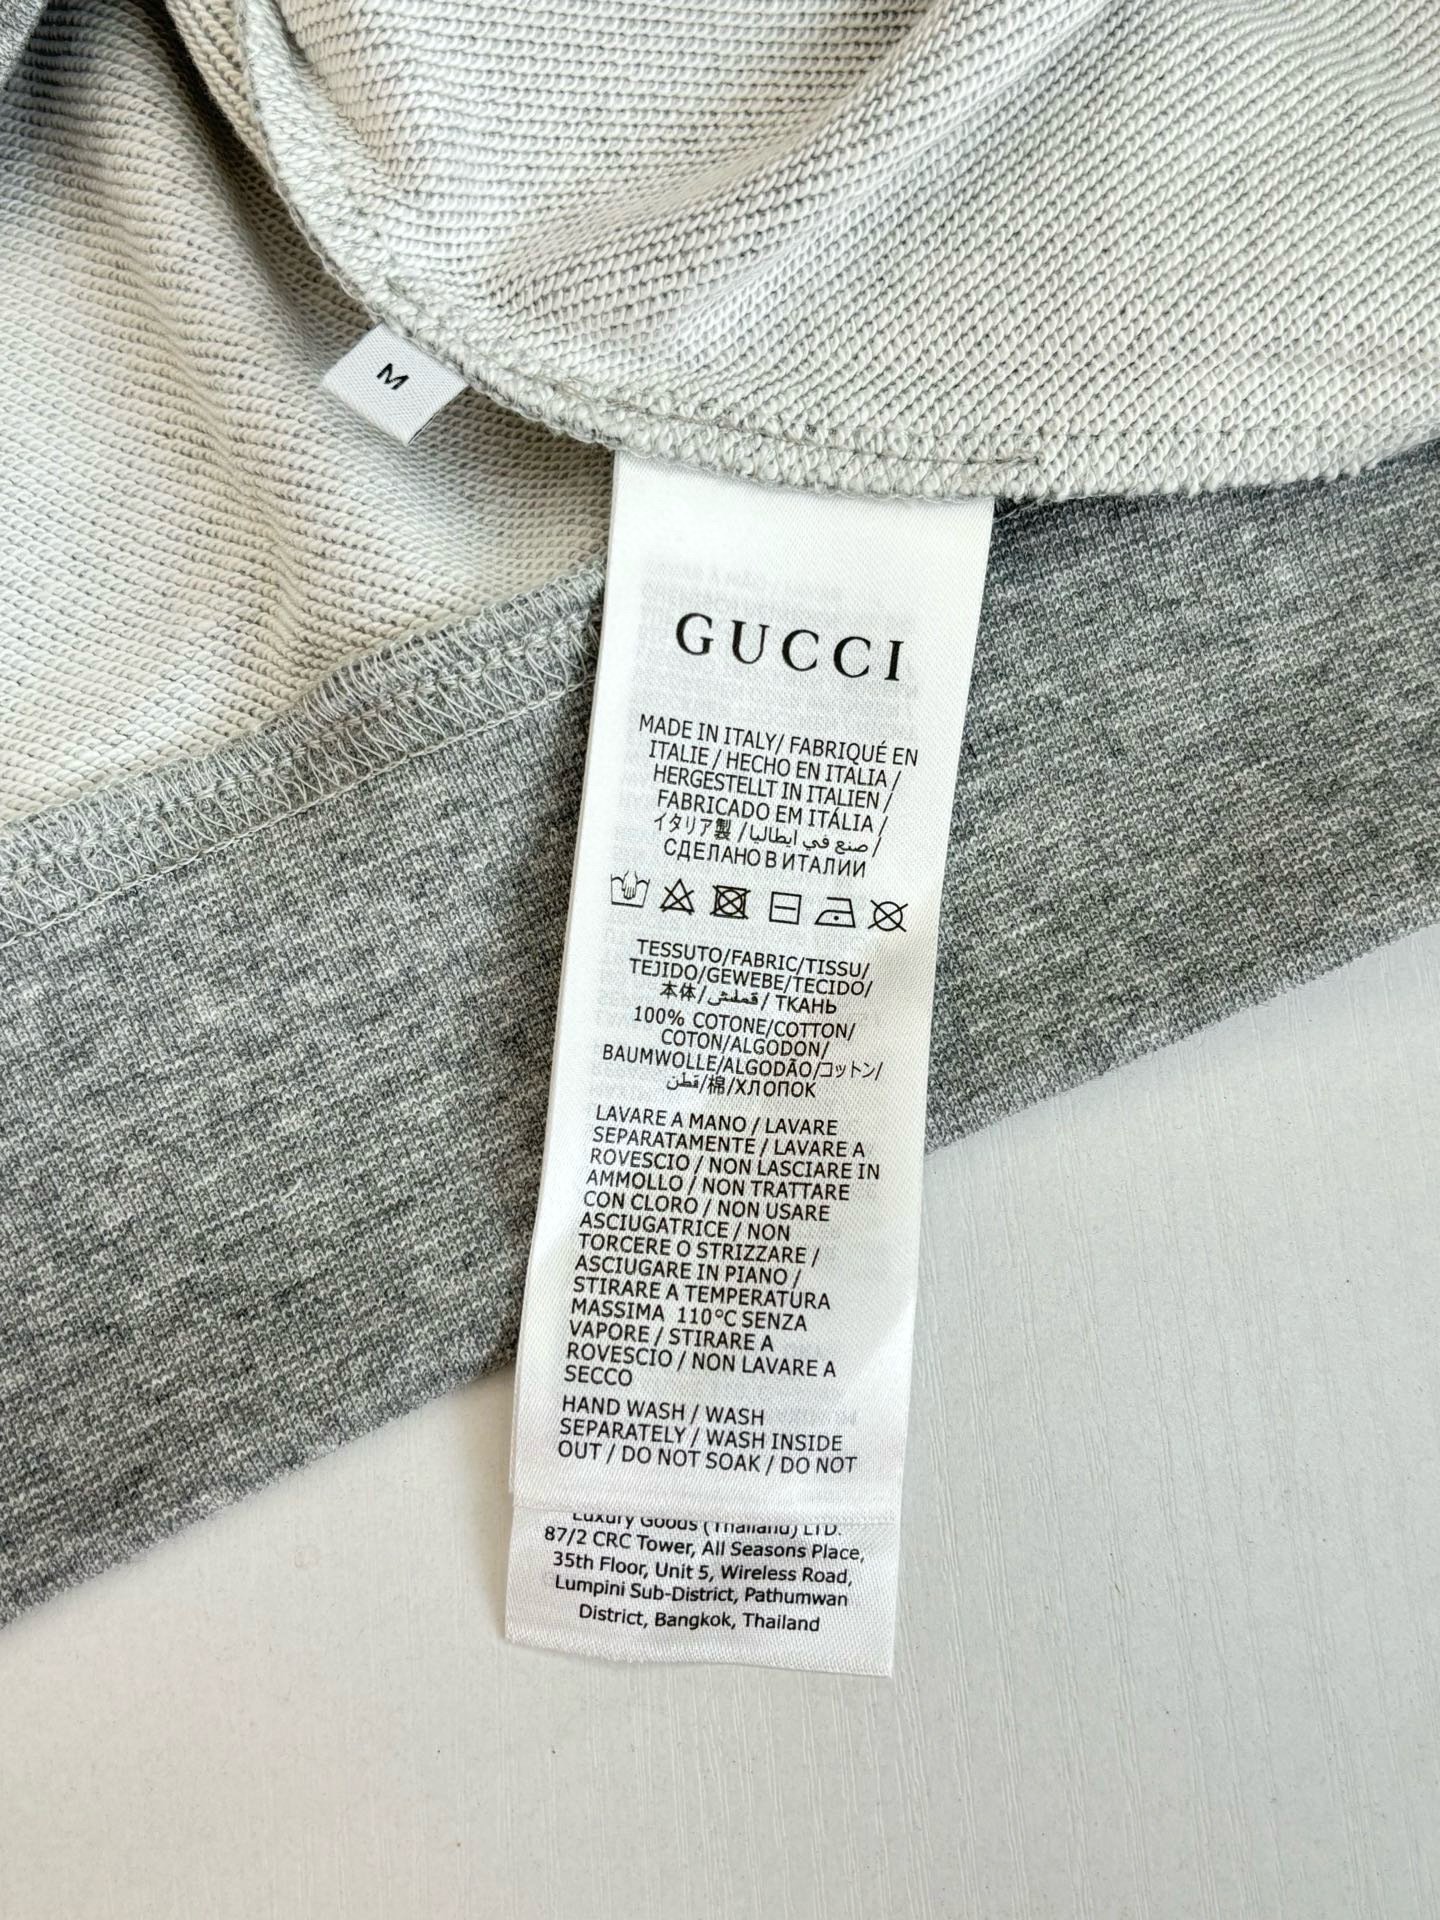 M
GUCCI
MADE IN ITALY/ FABRIQUÉ EN
ITALIE / HECHO EN ITALIA /
HERGESTELLT IN ITALIEN /
FABRICADO EM ITÁLIA /
イタリア製 / صنع في ايطاليا /
СДЕЛАНО В ИТАЛИИ
TESSUTO/FABRIC/TISSU/
TEJIDO/GEWEBE/TECIDO/
本体/ قملش / ТКАНЬ
100% COTONE/COTTON/
COTON/ALGODON/
BAUMWOLLE/ALGODÃO/コットン/
قطن/棉/ХЛОПОК
LAVARE A MANO / LAVARE
SEPARATAMENTE / LAVARE A
ROVESCIO / NON LASCIARE IN
AMMOLLO / NON TRATTARE
CON CLORO / NON USARE
ASCIUGATRICE / NON
TORCERE O STRIZZARE /
ASCIUGARE IN PIANO /
STIRARE A TEMPERATURA
MASSIMA 110°C SENZA
VAPORE / STIRARE A
ROVESCIO / NON LAVARE A
SECCO
HAND WASH / WASH
SEPARATELY / WASH INSIDE
OUT / DO NOT SOAK / DO NOT
Luxury Goods (Thailand) LTD.
87/2 CRC Tower, All Seasons Place,
35th Floor, Unit 5, Wireless Road,
Lumpini Sub-District, Pathumwan
District, Bangkok, Thailand